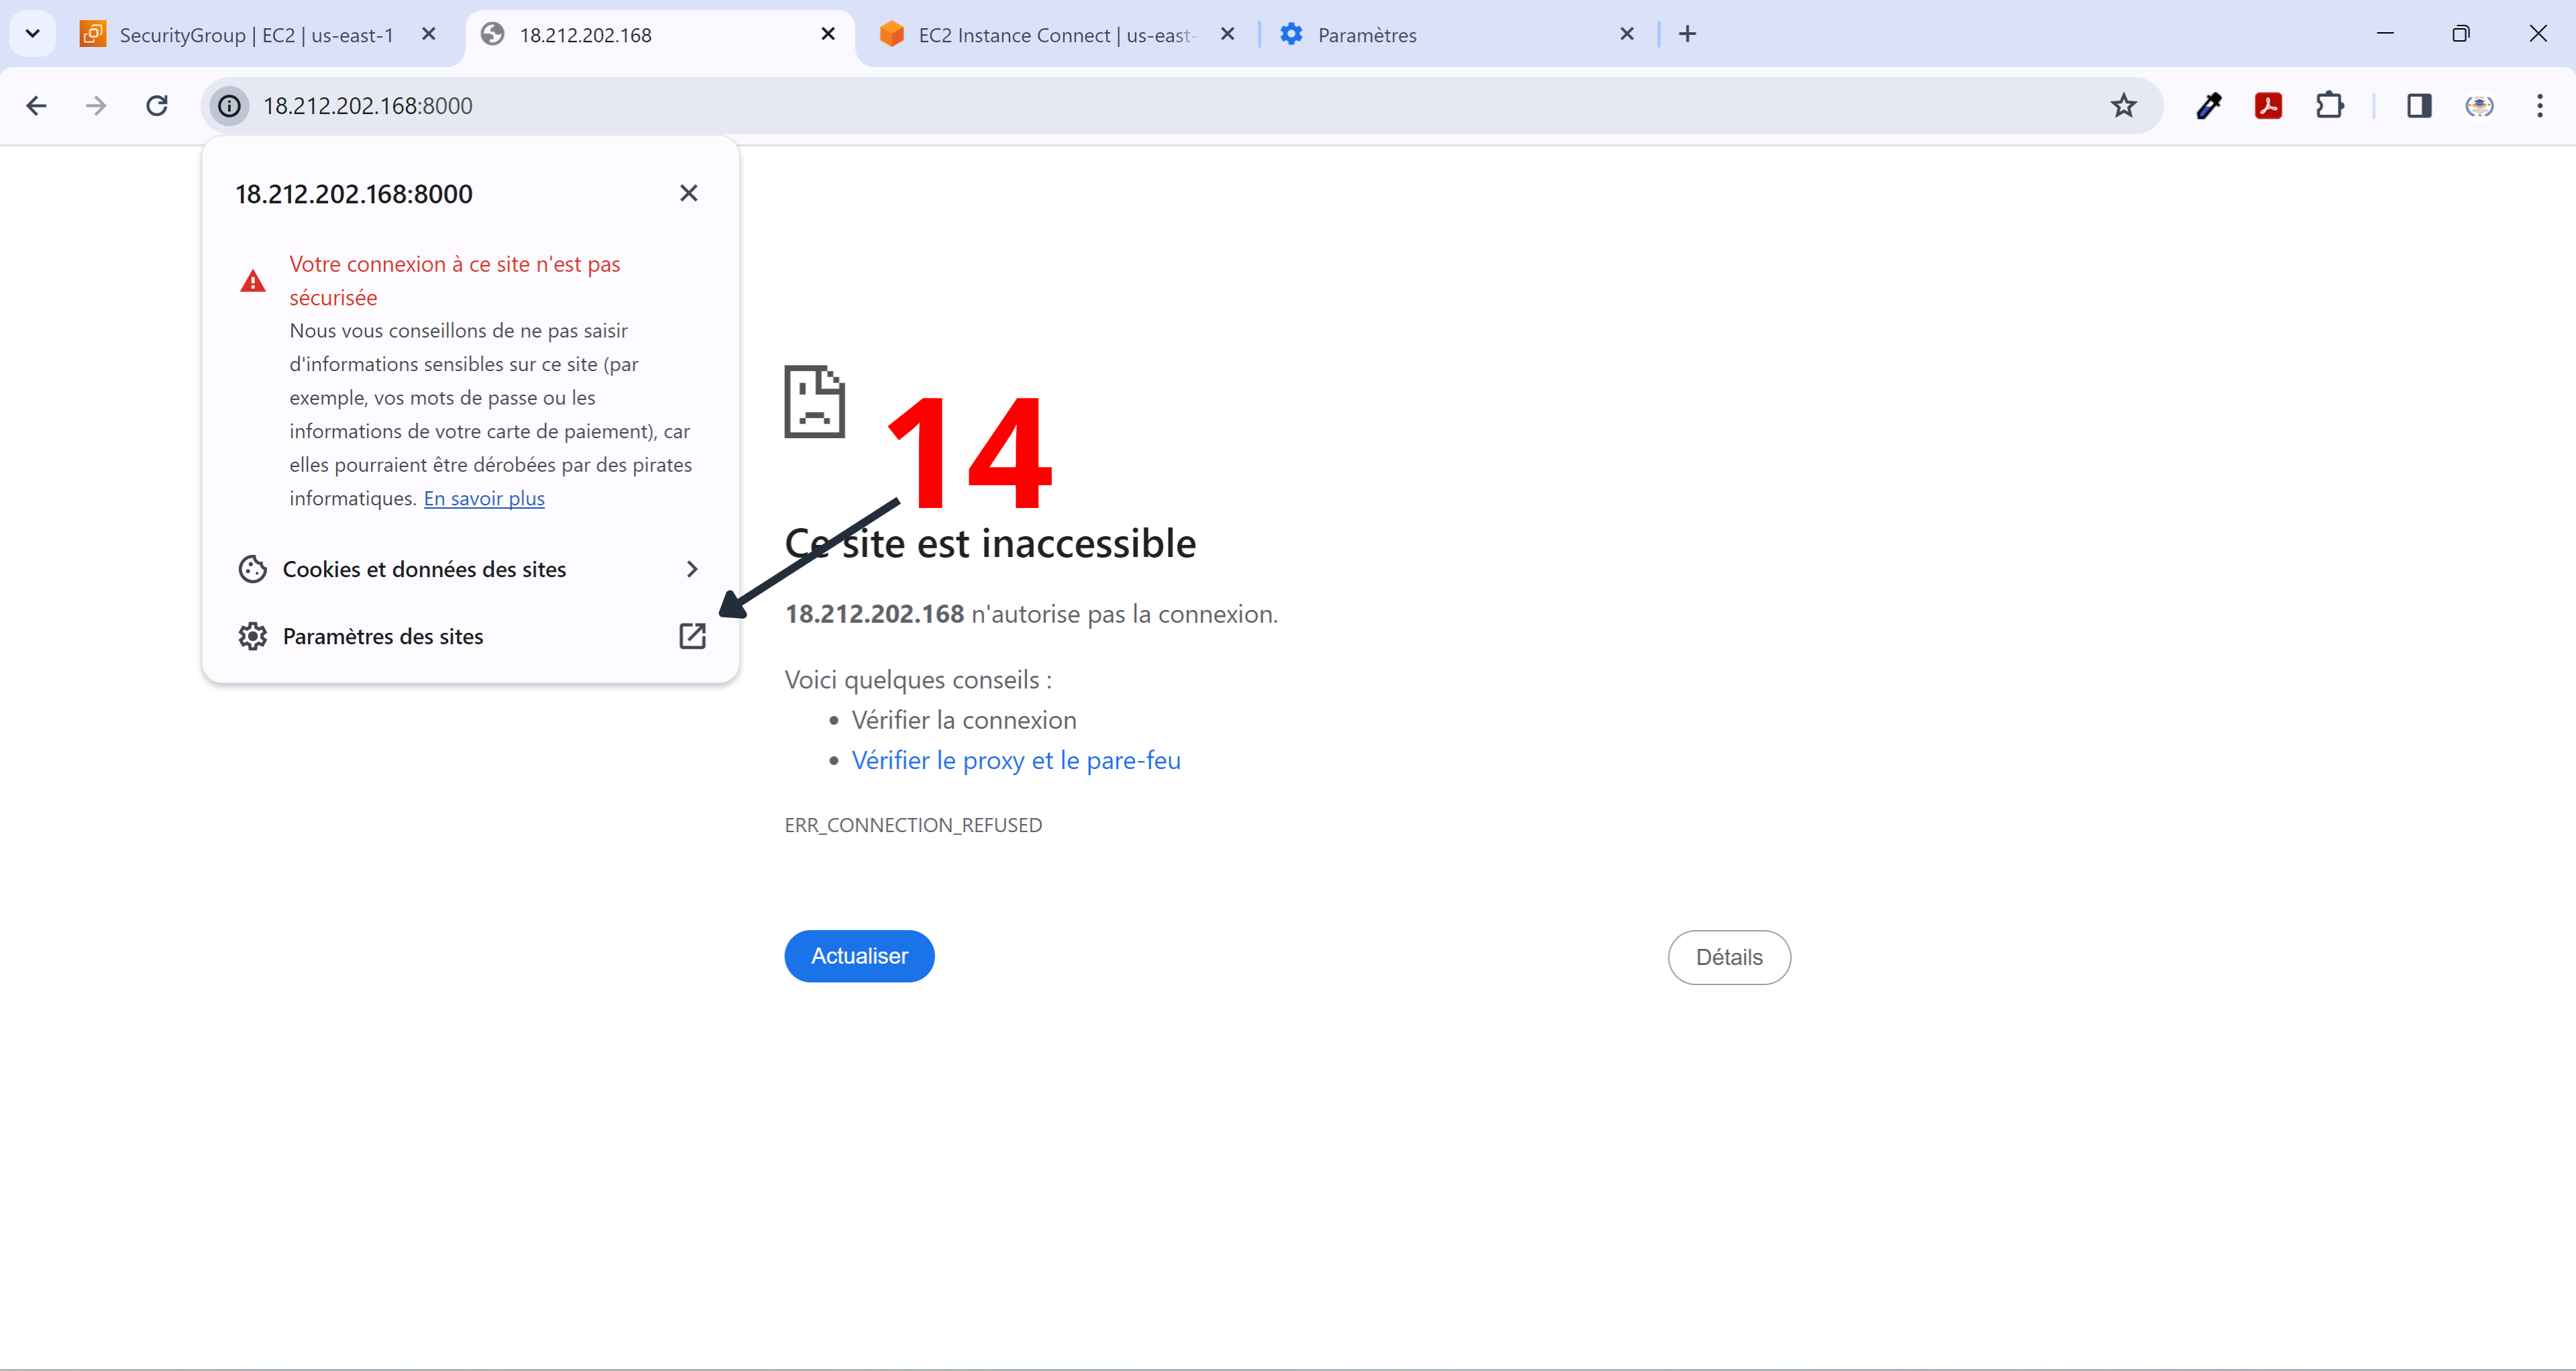 SecurityGroup | EC2 | us-east-1
18.212.202.168
EC2 Instance Connect | us-east-
Paramètres
18.212.202.168:8000
18.212.202.168:8000
Votre connexion à ce site n'est pas
sécurisée
Nous vous conseillons de ne pas saisir
d'informations sensibles sur ce site (par
exemple, vos mots de passe ou les
informations de votre carte de paiement), car
elles pourraient être dérobées par des pirates
informatiques. En savoir plus
Cookies et données des sites
Paramètres des sites
14
Ce site est inaccessible
18.212.202.168 n'autorise pas la connexion.
Voici quelques conseils :
• Vérifier la connexion
• Vérifier le proxy et le pare-feu
ERR_CONNECTION_REFUSED
Actualiser
Détails